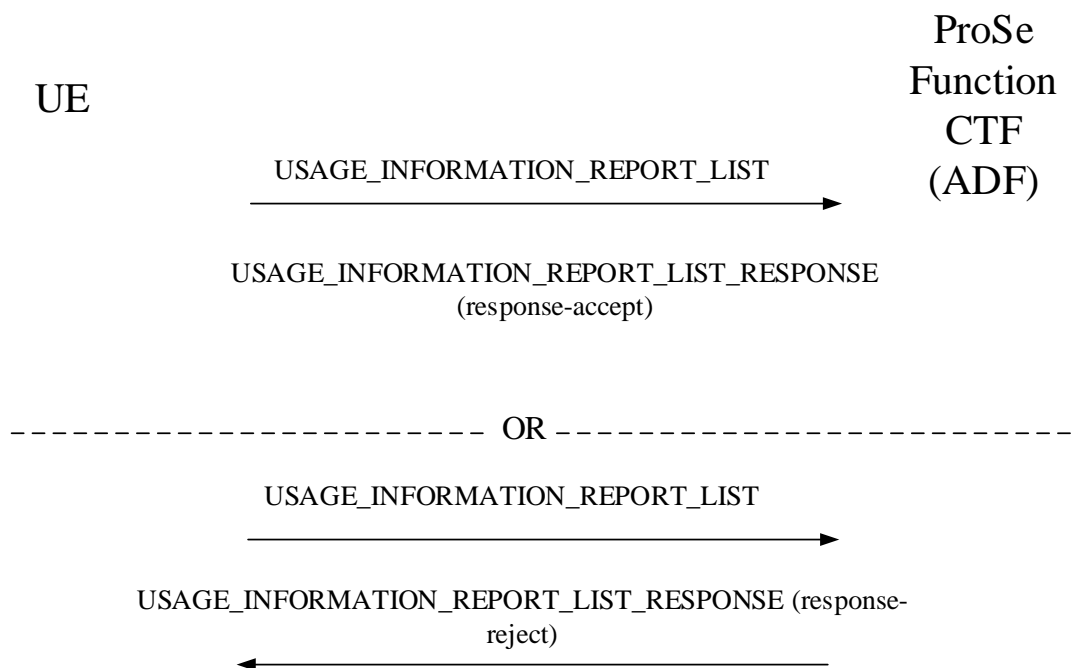 UE
ProSe
Function
CTF
(ADF)
USAGE_INFORMATION_REPORT_LIST
USAGE_INFORMATION_REPORT_LIST_RESPONSE
(response-accept)
OR
USAGE_INFORMATION_REPORT_LIST
USAGE_INFORMATION_REPORT_LIST_RESPONSE (response-
reject)